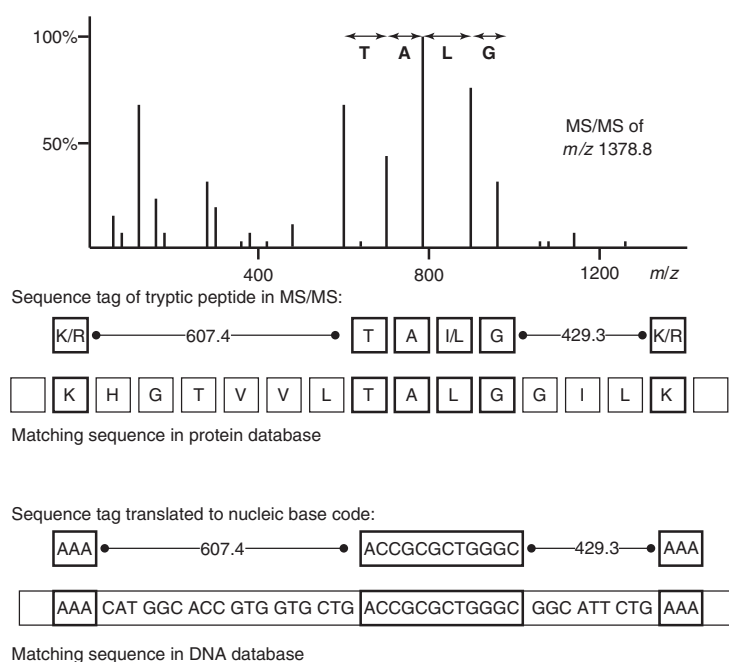 100%
T A L G
50%
MS/MS of
m/z 1378.8
400 800 1200 m/z
Sequence tag of tryptic peptide in MS/MS:
K/R 607.4 T A I/L G 429.3 K/R
K H G T V V L T A L G G I L K
Matching sequence in protein database
Sequence tag translated to nucleic base code:
AAA 607.4 ACCGCGCTGGGC 429.3 AAA
AAA CAT GGC ACC GTG GTG CTG ACCGCGCTGGGC GGC ATT CTG AAA
Matching sequence in DNA database